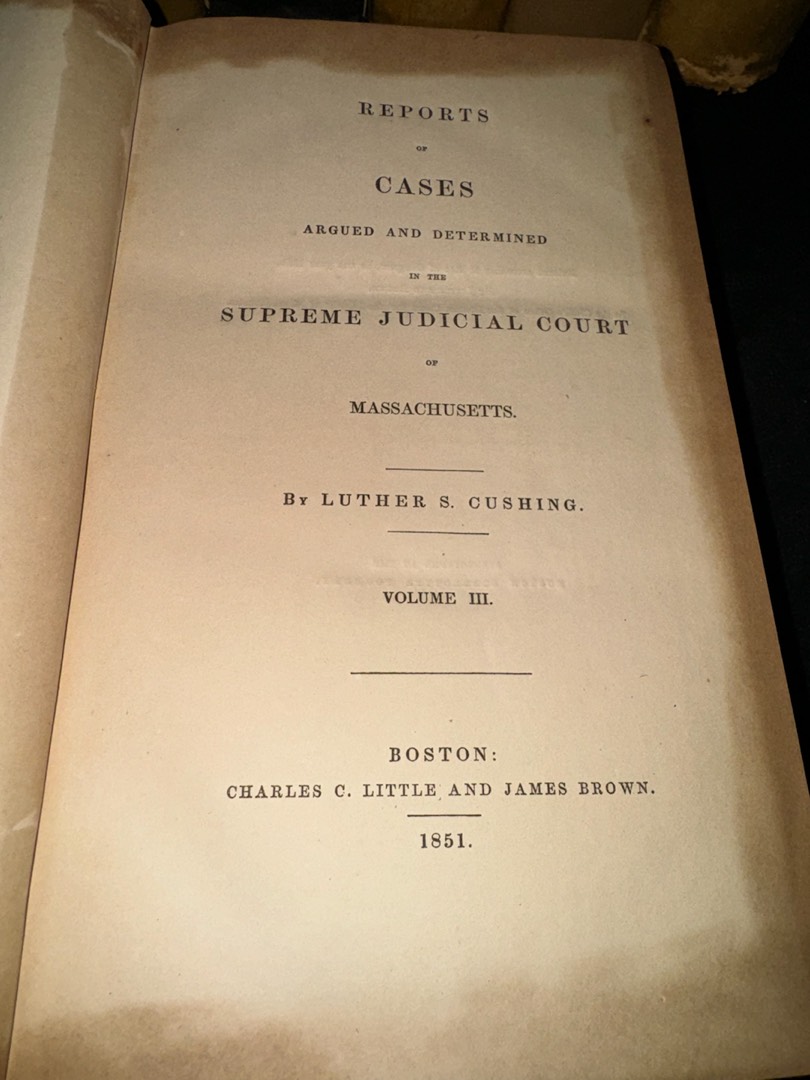 REPORTS
OF
CASES
ARGUED AND DETERMINED
IN THE
SUPREME JUDICIAL COURT
OF
MASSACHUSETTS.
By LUTHER S. CUSHING.
VOLUME III.
BOSTON:
CHARLES C. LITTLE AND JAMES BROWN.
1851.